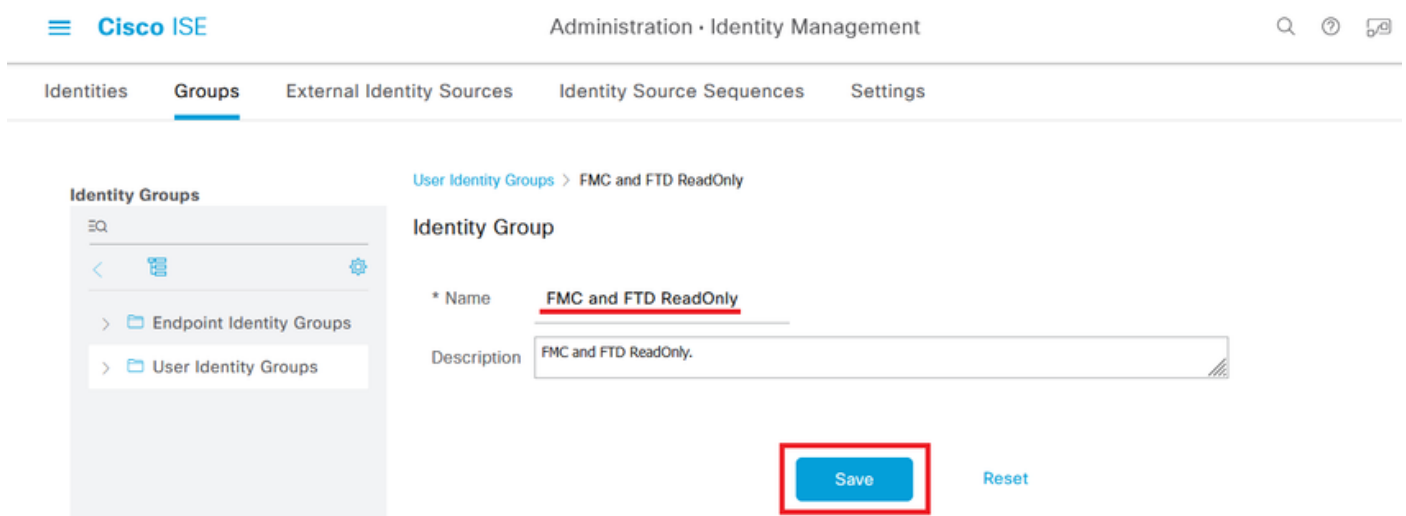 Cisco ISE
Administration · Identity Management
Identities Groups External Identity Sources Identity Source Sequences Settings
Identity Groups
Endpoint Identity Groups
User Identity Groups
User Identity Groups > FMC and FTD ReadOnly
Identity Group
* Name FMC and FTD ReadOnly
Description FMC and FTD ReadOnly.
Save Reset